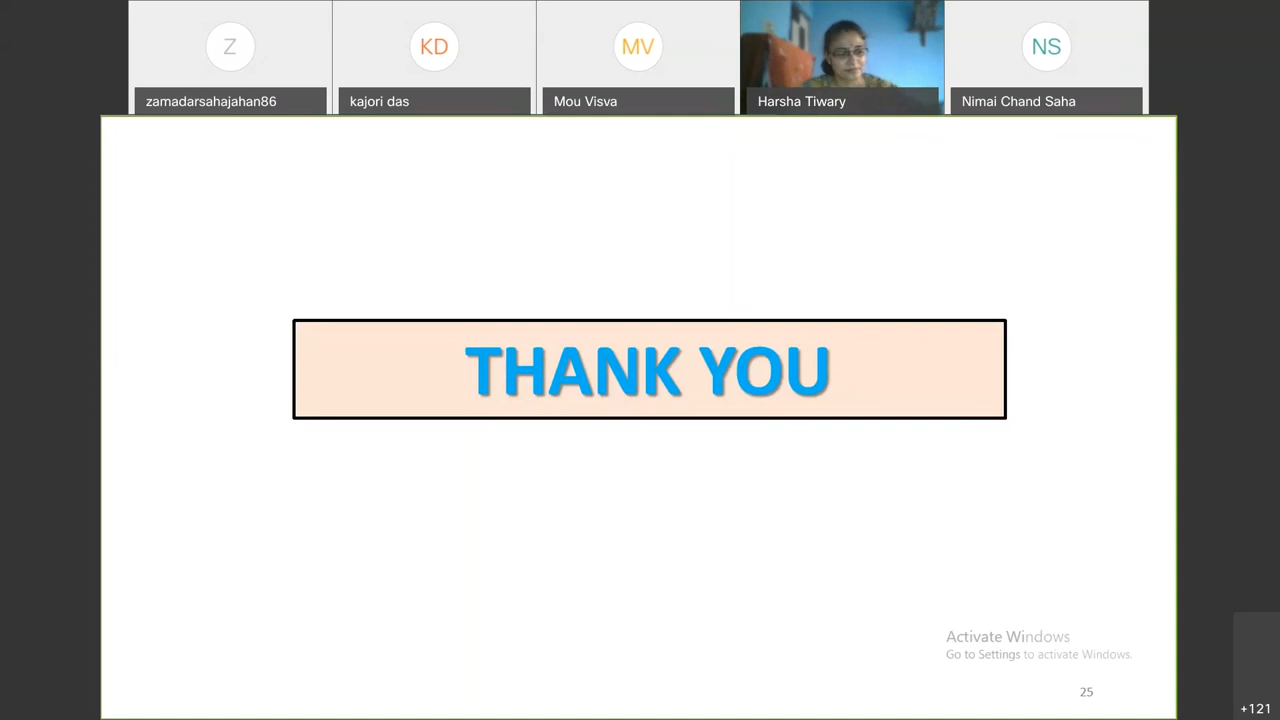 Z
KD
MV
NS
zamadarsahajahan86
kajori das
Mou Visva
Harsha Tiwary
Nimai Chand Saha
THANK YOU
Activate Windows
Go to Settings to activate Windows.
25
+121